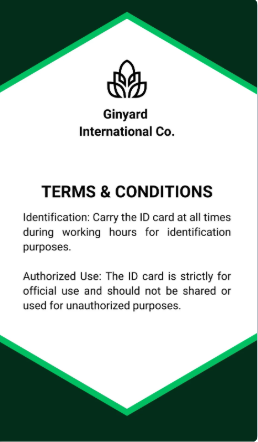 Ginyard
International Co.
TERMS & CONDITIONS
Identification: Carry the ID card at all times
during working hours for identification
purposes.
Authorized Use: The ID card is strictly for
official use and should not be shared or
used for unauthorized purposes.